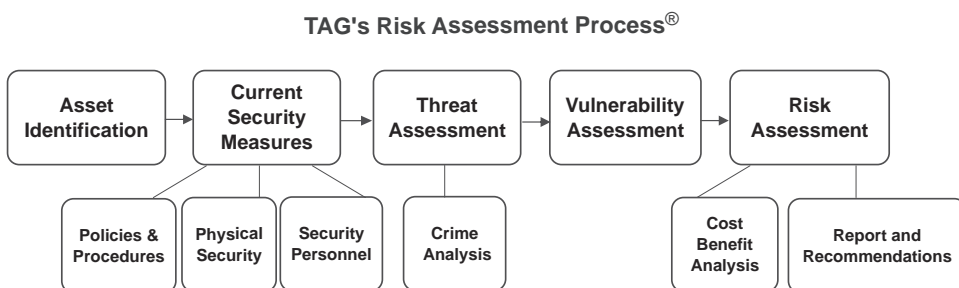 TAG's Risk Assessment Process®
Asset
Identification
Current
Security
Measures
Threat
Assessment
Vulnerability
Assessment
Risk
Assessment
Policies &
Procedures
Physical
Security
Security
Personnel
Crime
Analysis
Cost
Benefit
Analysis
Report and
Recommendations